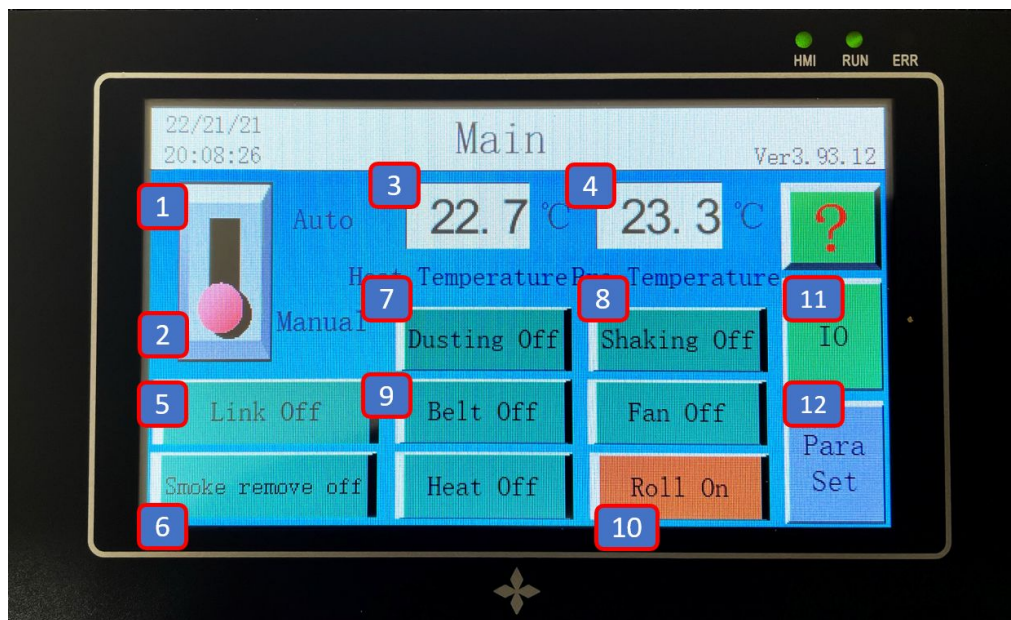 HMI RUN ERR
22/21/21
20:08:26
Main
Ver3.93.12
1
3
4
Auto
22.7 ℃
23.3 ℃
?
Heat Temperature
Temperature
2
Manual
7
Dusting Off
8
Shaking Off
11
IO
5
Link Off
9
Belt Off
Fan Off
12
Para
Set
Smoke remove off
6
Heat Off
Roll On
10